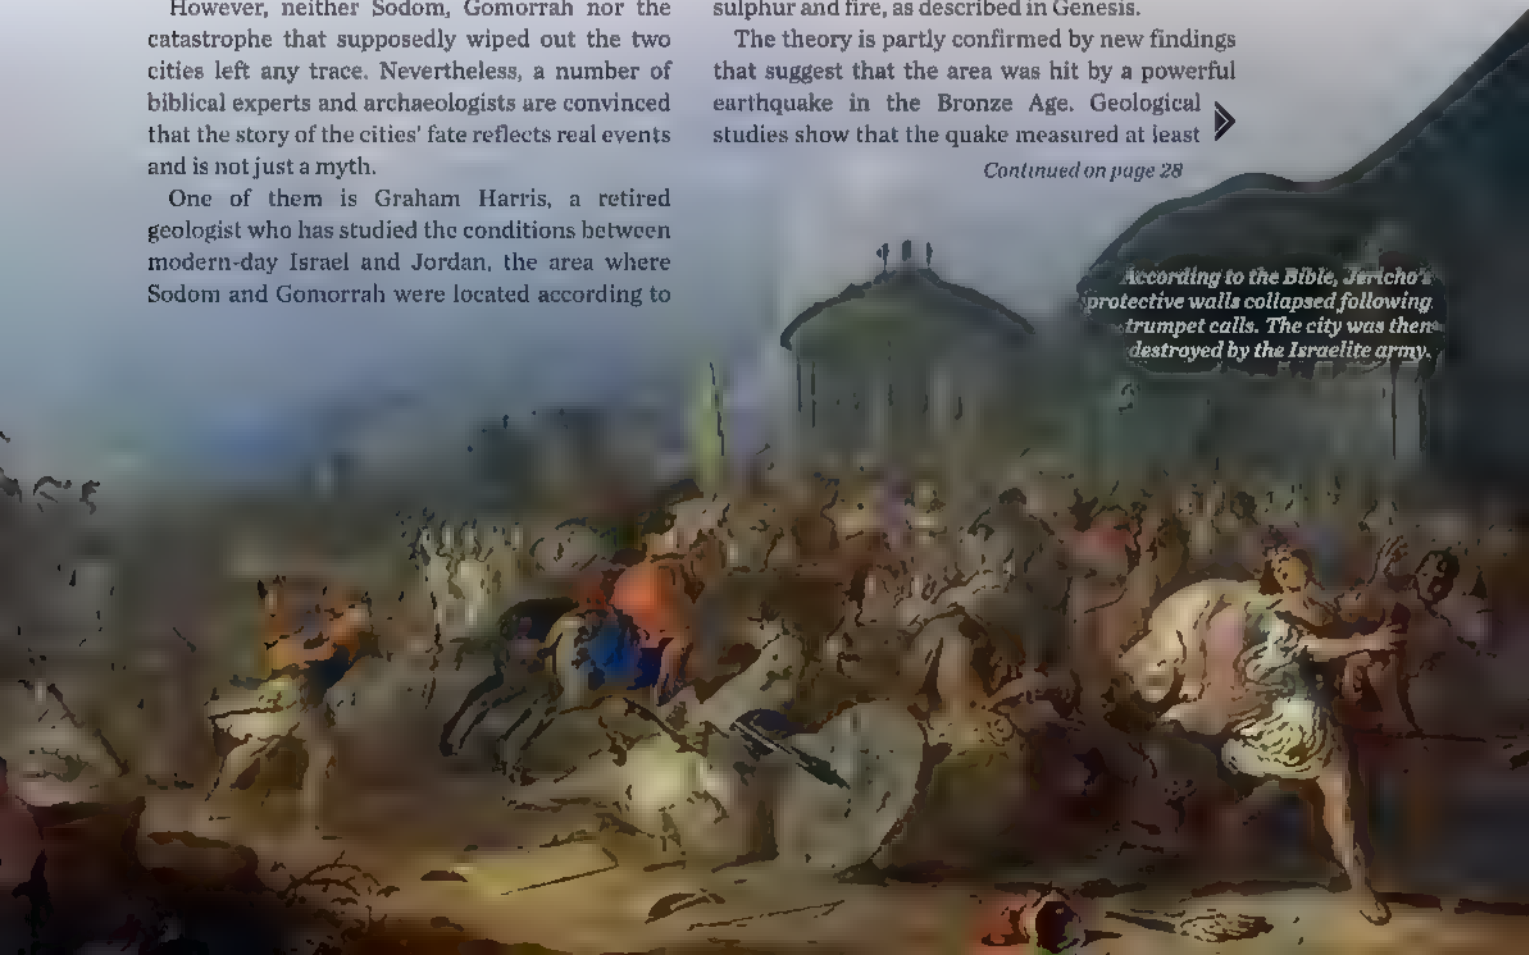 However, neither Sodom, Gomorrah nor the
catastrophe that supposedly wiped out the two
cities left any trace. Nevertheless, a number of
biblical experts and archaeologists are convinced
that the story of the cities' fate reflects real events
and is not just a myth.
One of them is Graham Harris, a retired
geologist who has studied the conditions between
modern-day Israel and Jordan, the area where
Sodom and Gomorrah were located according to
sulphur and fire, as described in Genesis.
The theory is partly confirmed by new findings
that suggest that the area was hit by a powerful
earthquake in the Bronze Age. Geological
studies show that the quake measured at least
Continued on page 28
According to the Bible, Jericho's
protective walls collapsed following
trumpet calls. The city was then
destroyed by the Israelite army.